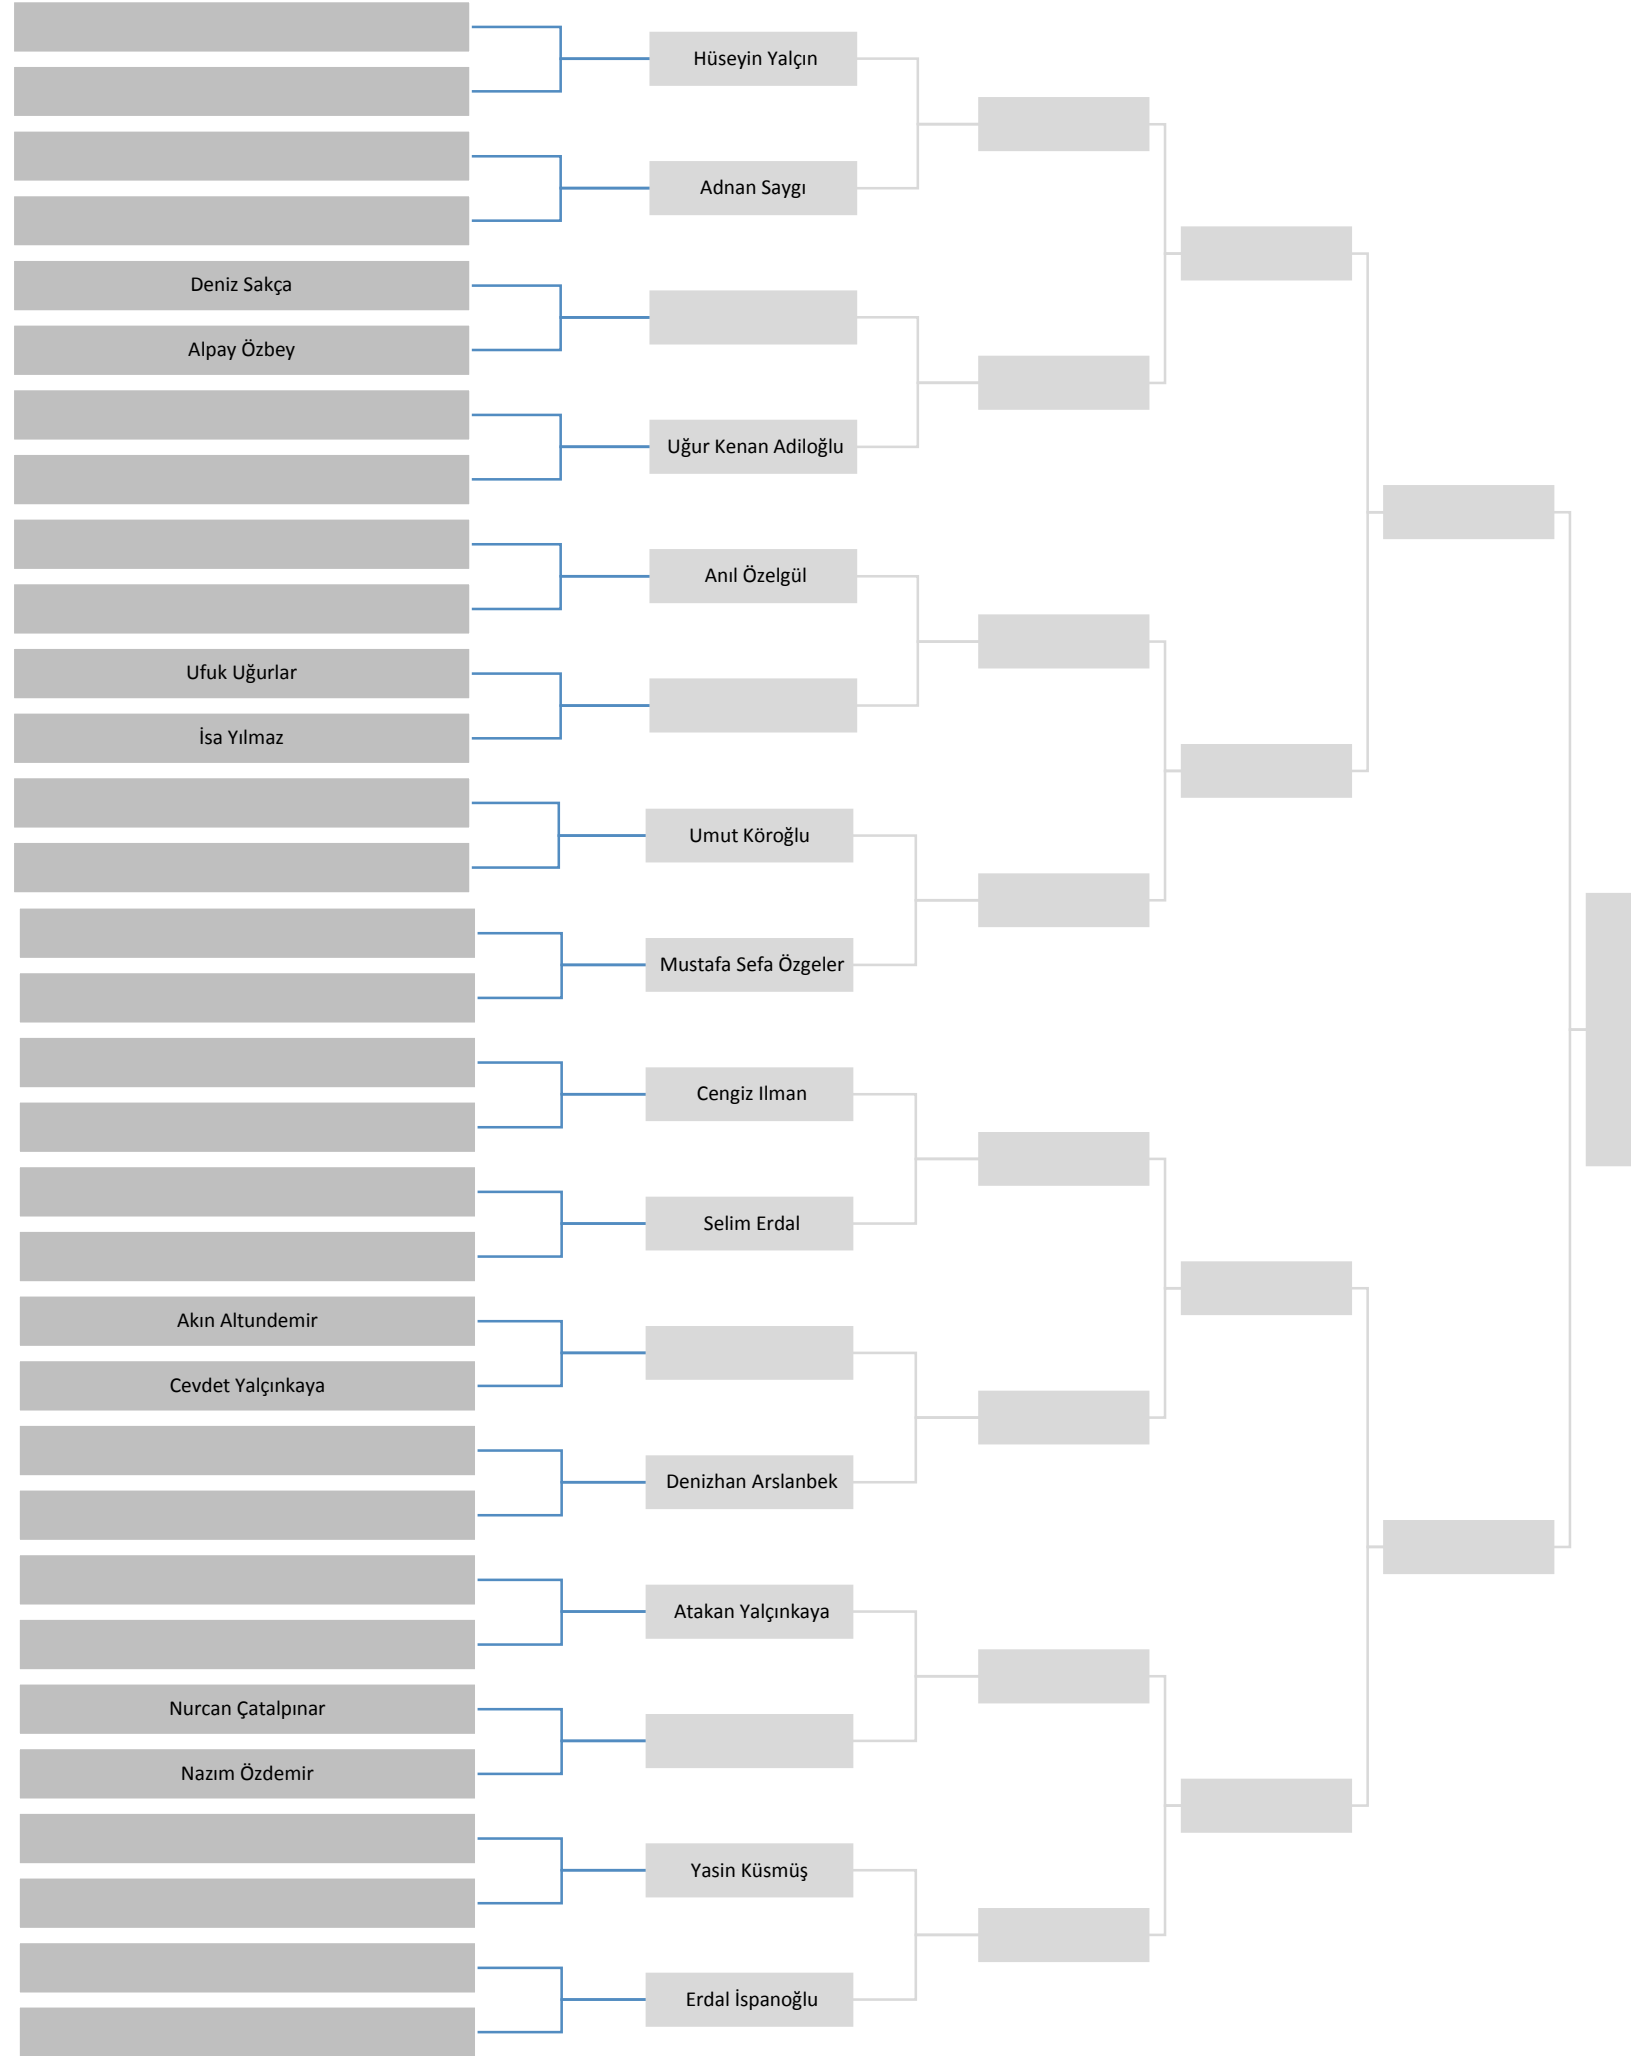 Hüseyin Yalçın
Adnan Saygı
Deniz Sakça
Alpay Özbey
Uğur Kenan Adiloğlu
Anıl Özelgül
Ufuk Uğurlar
İsa Yılmaz
Umut Köroğlu
Mustafa Sefa Özgeler
Cengiz Ilman
Selim Erdal
Akın Altundemir
Cevdet Yalçınkaya
Denizhan Arslanbek
Atakan Yalçınkaya
Nurcan Çatalpınar
Nazım Özdemir
Yasin Küsmüş
Erdal İspanoğlu